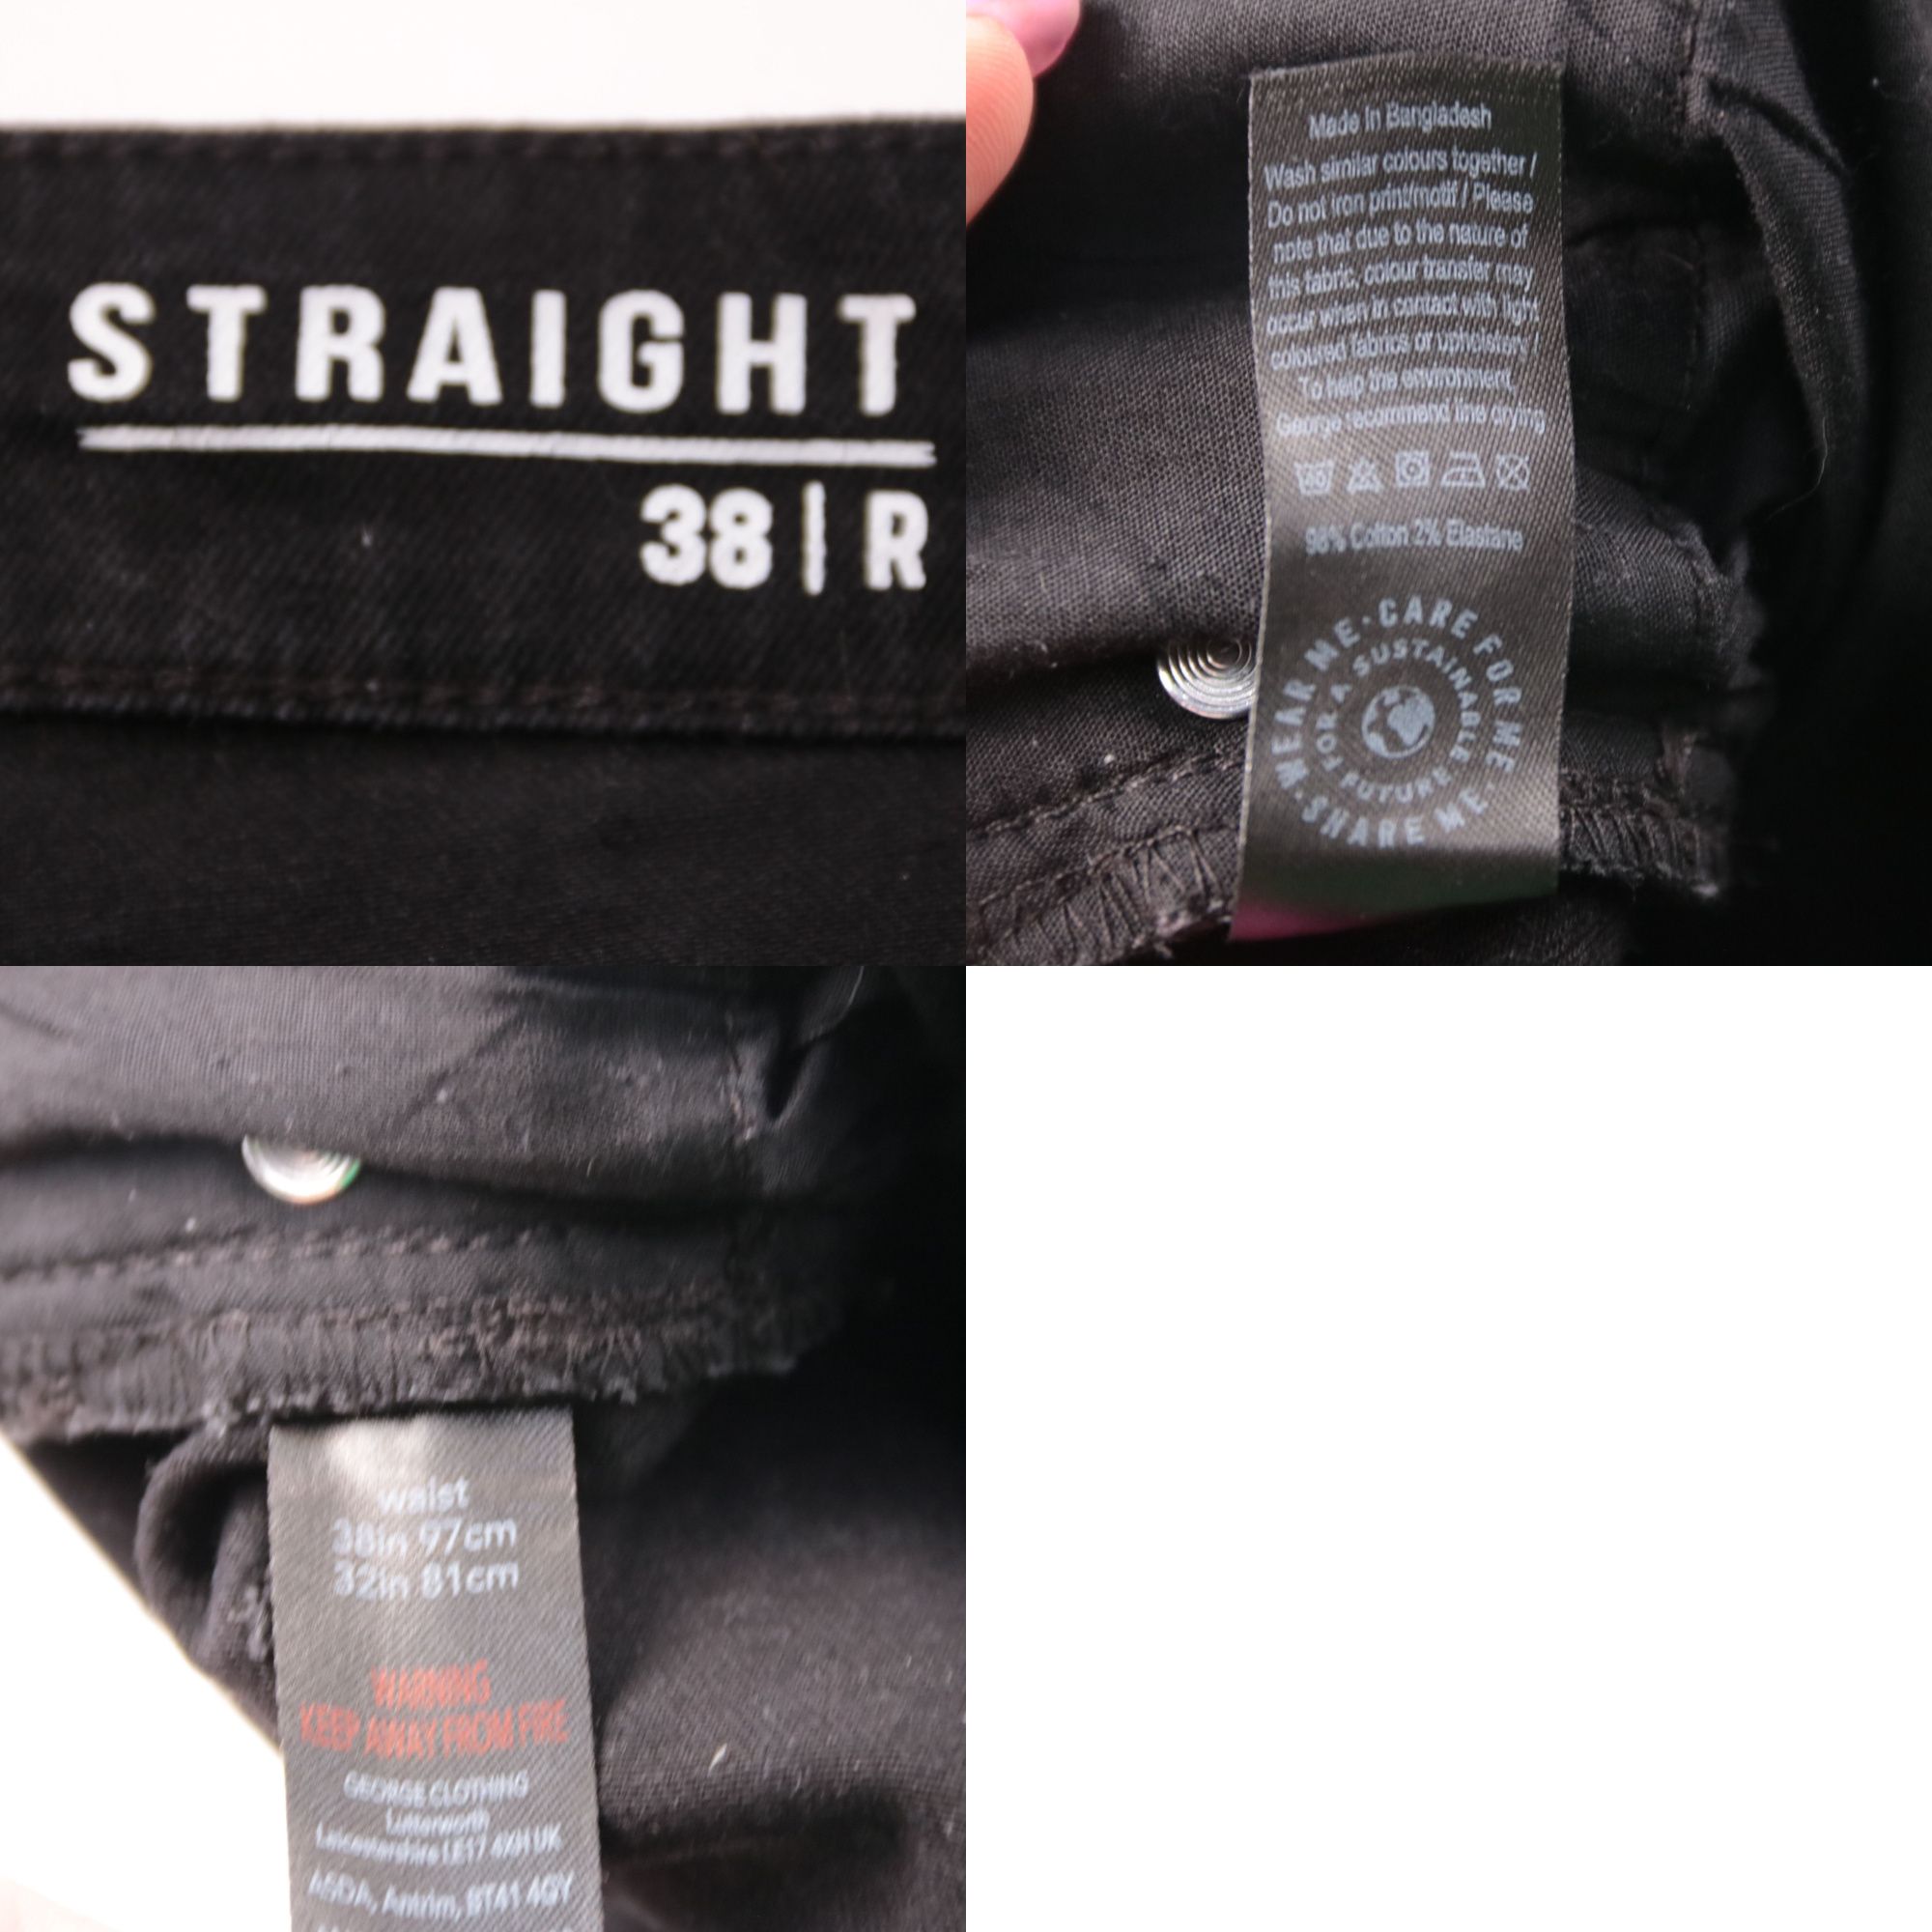 STRAIGHT
38 | R
Made in Bangladesh
Wash similar colours together /
Do not iron print/motif / Please
note that due to the nature of
this fabric, colour transfer may
occur when in contact with light
coloured fabrics or upholstery /
To help the environment,
George recommend line drying
98% Cotton 2% Elastane
WEAR ME · CARE FOR ME · SHARE ME ·
FOR A SUSTAINABLE FUTURE
waist
38in 97cm
32in 81cm
WARNING
KEEP AWAY FROM FIRE
GEORGE CLOTHING
Lutterworth
Leicestershire LE17 4XH UK
ASDA, Antrim, BT41 4GY